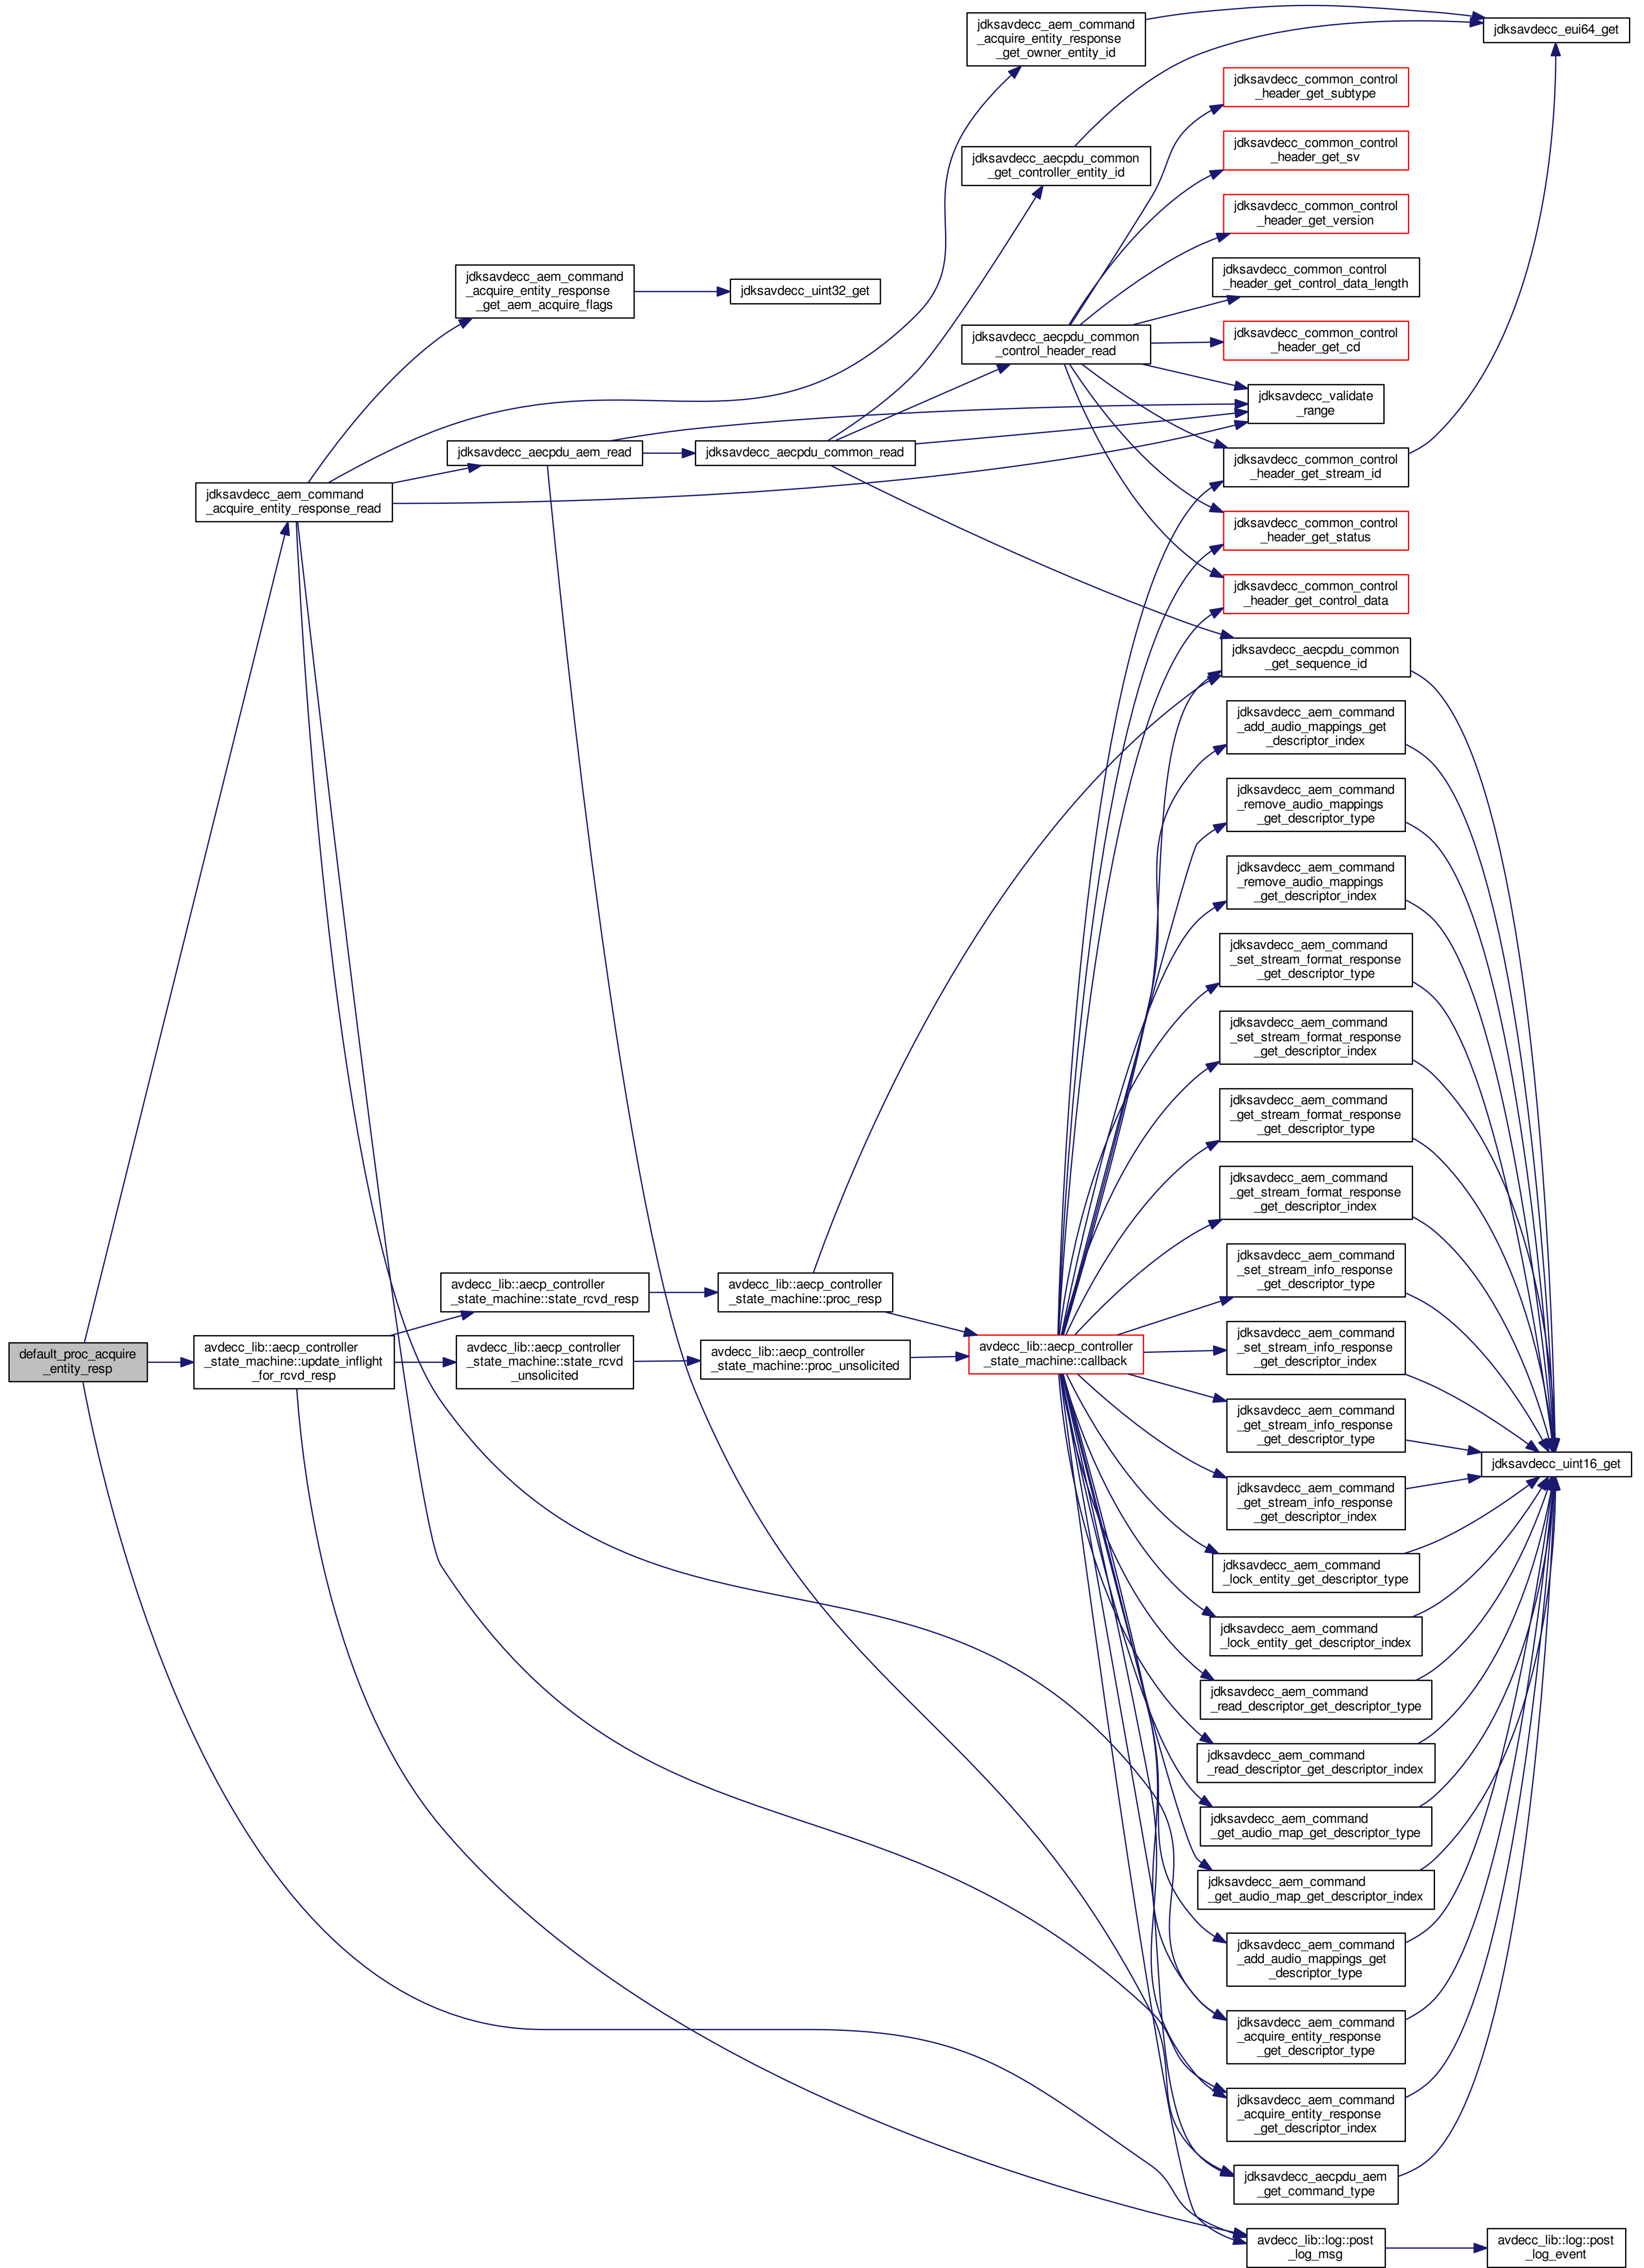 jdksavdecc_aem_command
_acquire_entity_response
_get_owner_entity_id
jdksavdecc_eui64_get
jdksavdecc_common_control
_header_get_subtype
jdksavdecc_common_control
_header_get_sv
jdksavdecc_aecpdu_common
_get_controller_entity_id
jdksavdecc_common_control
_header_get_version
jdksavdecc_aem_command
_acquire_entity_response
_get_aem_acquire_flags
jdksavdecc_uint32_get
jdksavdecc_common_control
_header_get_control_data_length
jdksavdecc_aecpdu_common
_control_header_read
jdksavdecc_common_control
_header_get_cd
jdksavdecc_validate
_range
jdksavdecc_aecpdu_aem_read
jdksavdecc_aecpdu_common_read
jdksavdecc_common_control
_header_get_stream_id
jdksavdecc_aem_command
_acquire_entity_response_read
jdksavdecc_common_control
_header_get_status
jdksavdecc_common_control
_header_get_control_data
jdksavdecc_aecpdu_common
_get_sequence_id
jdksavdecc_aem_command
_add_audio_mappings_get
_descriptor_index
jdksavdecc_aem_command
_remove_audio_mappings
_get_descriptor_type
jdksavdecc_aem_command
_remove_audio_mappings
_get_descriptor_index
jdksavdecc_aem_command
_set_stream_format_response
_get_descriptor_type
jdksavdecc_aem_command
_set_stream_format_response
_get_descriptor_index
jdksavdecc_aem_command
_get_stream_format_response
_get_descriptor_type
jdksavdecc_aem_command
_get_stream_format_response
_get_descriptor_index
jdksavdecc_aem_command
_set_stream_info_response
_get_descriptor_type
avdecc_lib::aecp_controller
_state_machine::state_rcvd_resp
avdecc_lib::aecp_controller
_state_machine::proc_resp
default_proc_acquire
_entity_resp
avdecc_lib::aecp_controller
_state_machine::update_inflight
_for_rcvd_resp
avdecc_lib::aecp_controller
_state_machine::state_rcvd
_unsolicited
avdecc_lib::aecp_controller
_state_machine::proc_unsolicited
avdecc_lib::aecp_controller
_state_machine::callback
jdksavdecc_aem_command
_set_stream_info_response
_get_descriptor_index
jdksavdecc_aem_command
_get_stream_info_response
_get_descriptor_type
jdksavdecc_uint16_get
jdksavdecc_aem_command
_get_stream_info_response
_get_descriptor_index
jdksavdecc_aem_command
_lock_entity_get_descriptor_type
jdksavdecc_aem_command
_lock_entity_get_descriptor_index
jdksavdecc_aem_command
_read_descriptor_get_descriptor_type
jdksavdecc_aem_command
_read_descriptor_get_descriptor_index
jdksavdecc_aem_command
_get_audio_map_get_descriptor_type
jdksavdecc_aem_command
_get_audio_map_get_descriptor_index
jdksavdecc_aem_command
_add_audio_mappings_get
_descriptor_type
jdksavdecc_aem_command
_acquire_entity_response
_get_descriptor_type
jdksavdecc_aem_command
_acquire_entity_response
_get_descriptor_index
jdksavdecc_aecpdu_aem
_get_command_type
avdecc_lib::log::post
_log_msg
avdecc_lib::log::post
_log_event